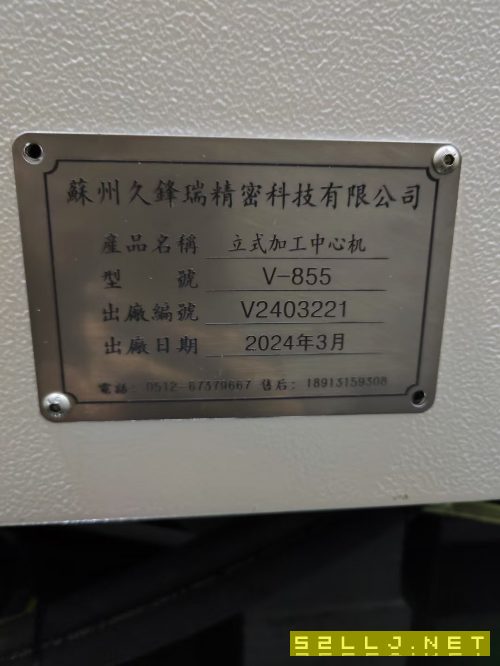 蘇州久鋒瑞精密科技有限公司
產品名稱 立式加工中心机
型 號 V-855
出廠編號 V2403221
出廠日期 2024年3月
電話: 0512-67379667 售后: 18913159308
52LLJ.NET